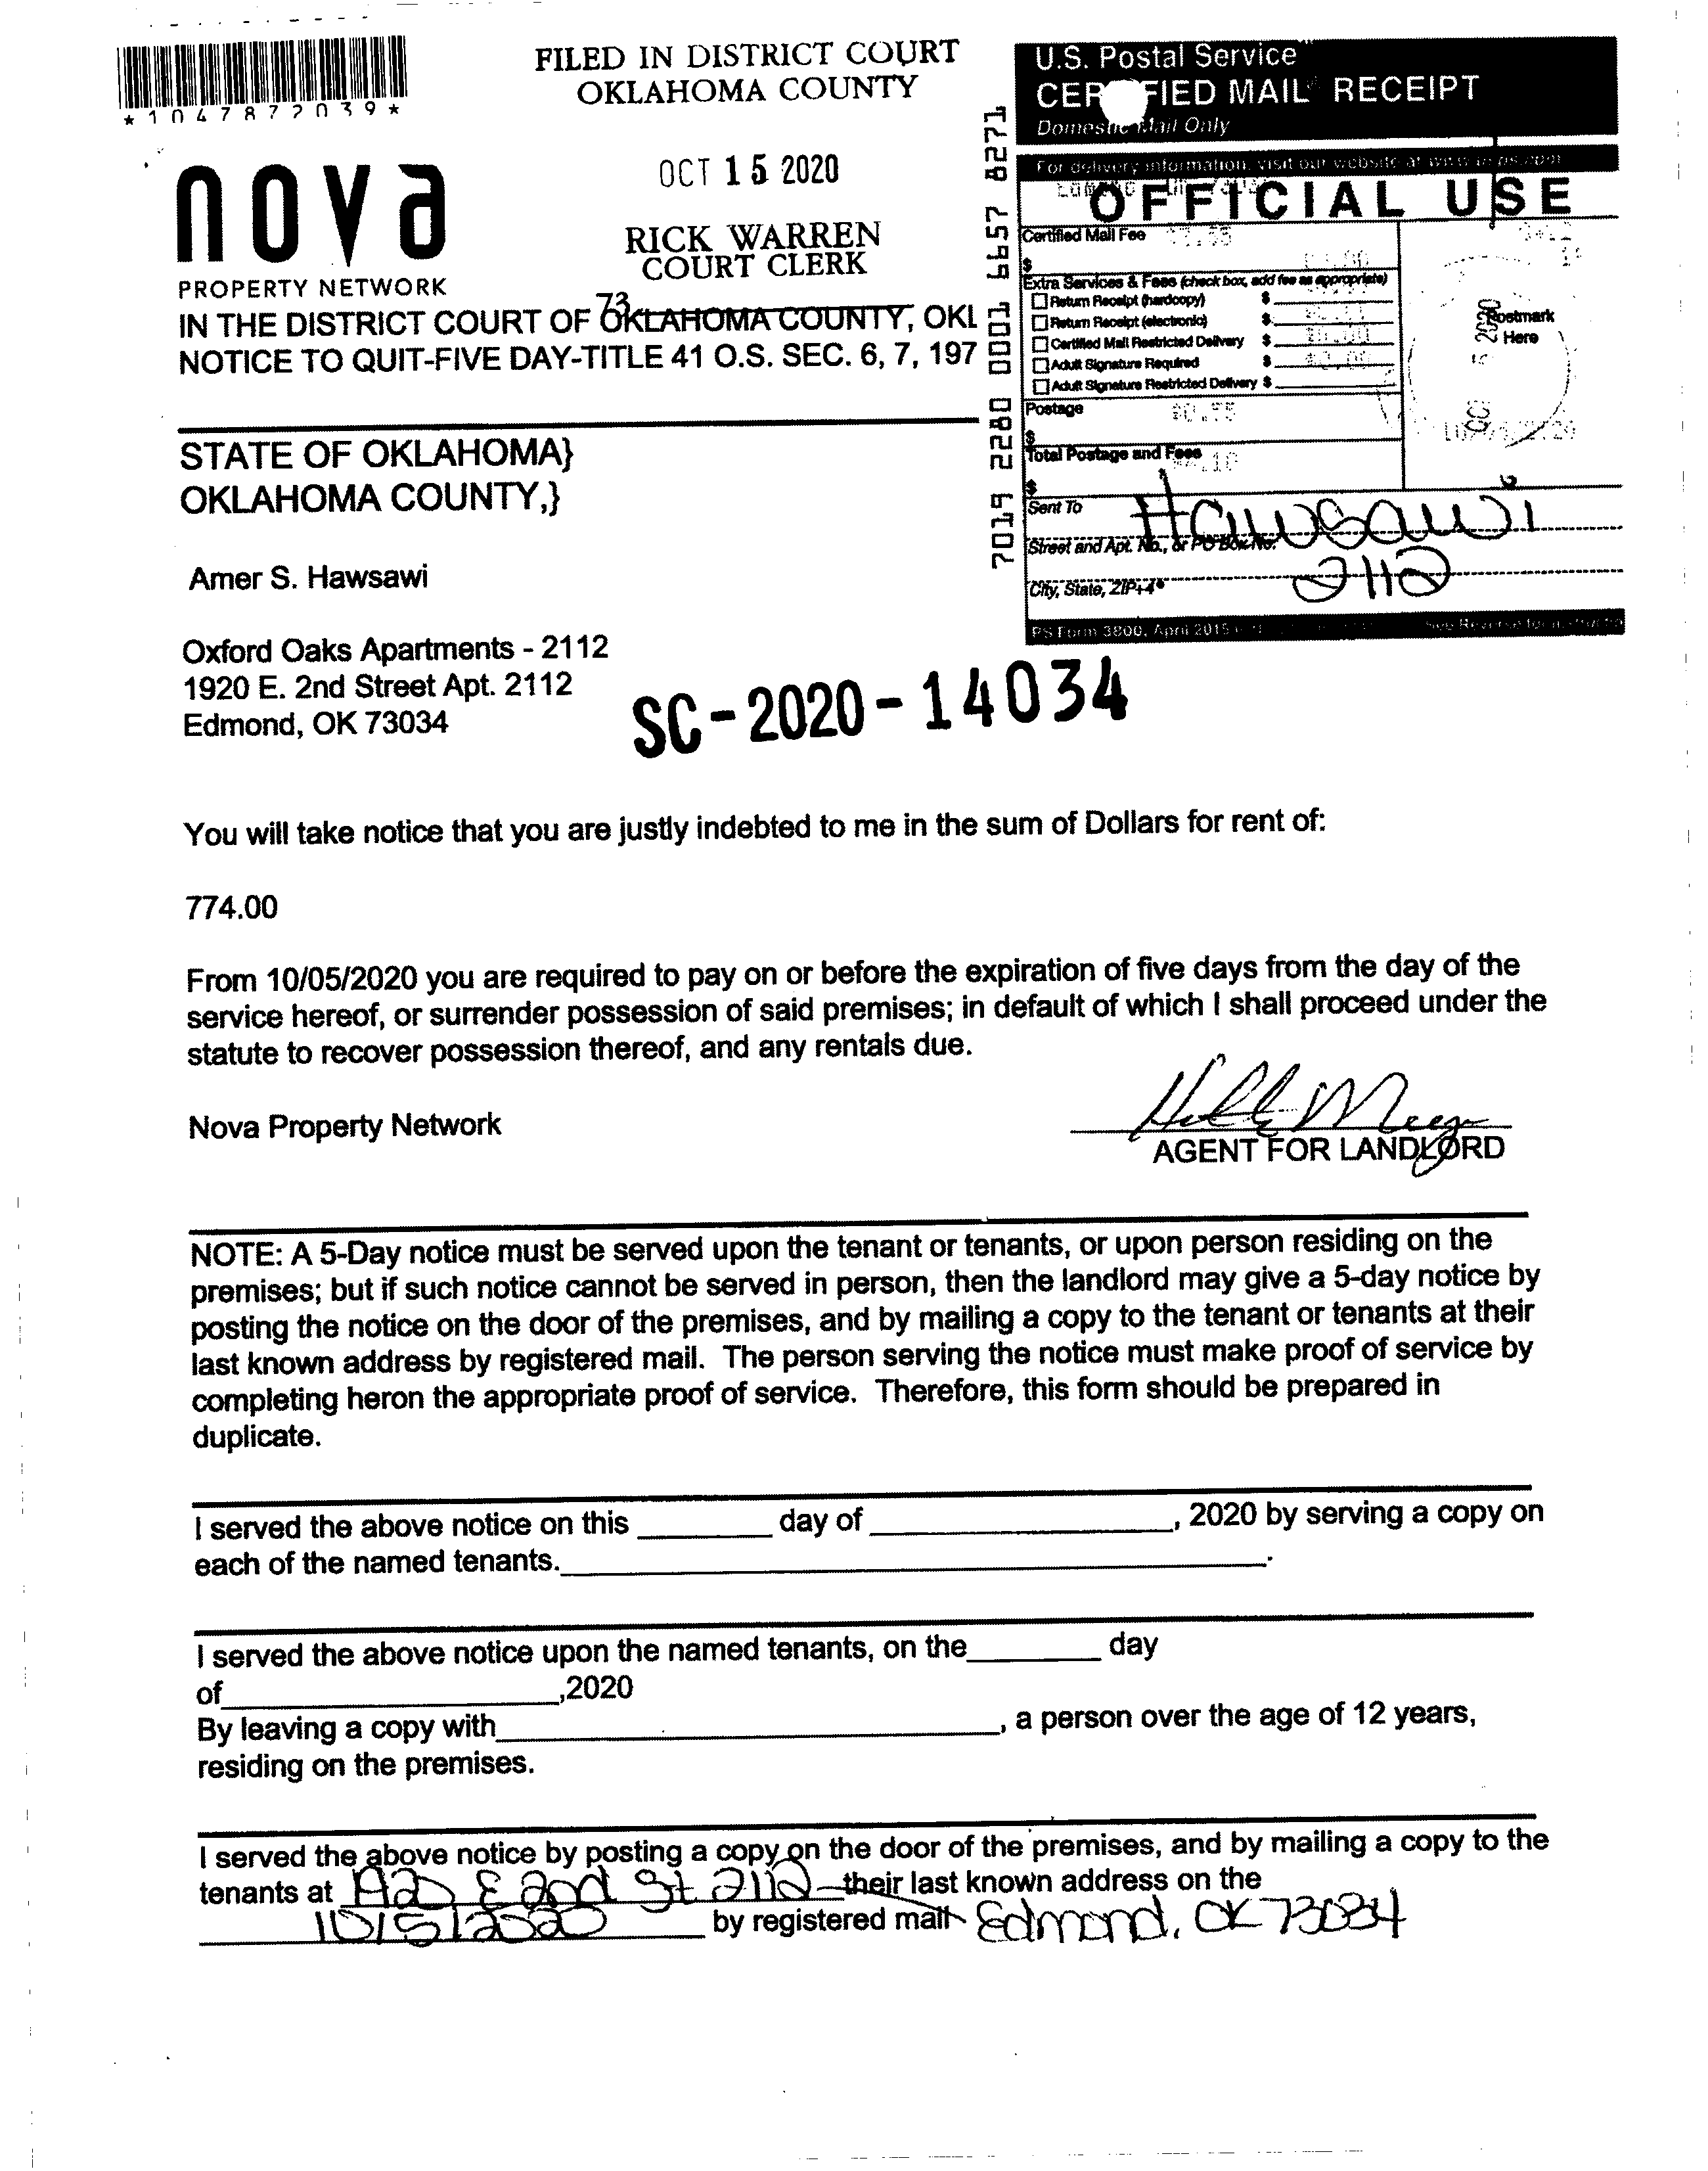 *1047872039*
FILED IN DISTRICT COURT
OKLAHOMA COUNTY
OCT 15 2020
RICK WARREN
COURT CLERK
73
nova
PROPERTY NETWORK
IN THE DISTRICT COURT OF OKLAHOMA COUNTY, OKL
NOTICE TO QUIT-FIVE DAY-TITLE 41 O.S. SEC. 6, 7, 197
7019 2280 0001 6657 8271
U.S. Postal Service
CERTIFIED MAIL RECEIPT
Domestic Mail Only
For delivery information, visit our website at
OFFICIAL USE
Certified Mail Fee
$
Extra Services & Fees (check box, add fee as appropriate)
Return Receipt (hardcopy) $
Return Receipt (electronic) $
Certified Mail Restricted Delivery $
Adult Signature Required $
Adult Signature Restricted Delivery $
Postmark
Here
Postage
$
Total Postage and Fees
$
Sent To Hawsawi
Street and Apt. No., or PO Box No.
2112
City, State, ZIP+4
PS Form 3800, April 2015
STATE OF OKLAHOMA}
OKLAHOMA COUNTY,}
Amer S. Hawsawi
Oxford Oaks Apartments - 2112
1920 E. 2nd Street Apt. 2112
Edmond, OK 73034
SC-2020-14034
You will take notice that you are justly indebted to me in the sum of Dollars for rent of:
774.00
From 10/05/2020 you are required to pay on or before the expiration of five days from the day of the
service hereof, or surrender possession of said premises; in default of which I shall proceed under the
statute to recover possession thereof, and any rentals due.
Nova Property Network
AGENT FOR LANDLORD
NOTE: A 5-Day notice must be served upon the tenant or tenants, or upon person residing on the
premises; but if such notice cannot be served in person, then the landlord may give a 5-day notice by
posting the notice on the door of the premises, and by mailing a copy to the tenant or tenants at their
last known address by registered mail. The person serving the notice must make proof of service by
completing heron the appropriate proof of service. Therefore, this form should be prepared in
duplicate.
I served the above notice on this ________ day of __________________, 2020 by serving a copy on
each of the named tenants.__________________________________________.
I served the above notice upon the named tenants, on the________ day
of____________________,2020
By leaving a copy with______________________________, a person over the age of 12 years,
residing on the premises.
I served the above notice by posting a copy on the door of the premises, and by mailing a copy to the
tenants at E 2nd St 2112 their last known address on the
10/5/2020 by registered mail Edmond, OK 73034